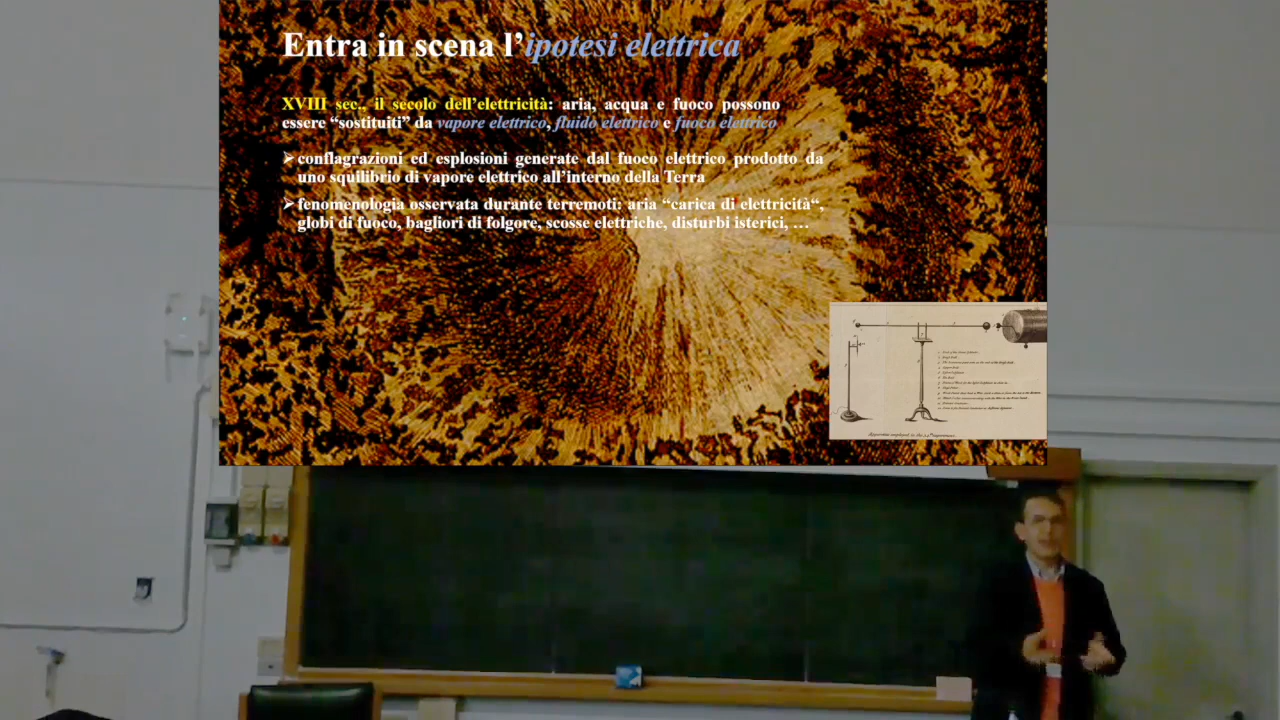 Entra in scena l’ipotesi elettrica
XVIII sec., il secolo dell’elettricità: aria, acqua e fuoco possono
essere “sostituiti” da vapore elettrico, fluido elettrico e fuoco elettrico
➢ conflagrazioni ed esplosioni generate dal fuoco elettrico prodotto da
uno squilibrio di vapore elettrico all’interno della Terra
➢ fenomenologia osservata durante terremoti: aria “carica di elettricità“,
globi di fuoco, bagliori di folgore, scosse elettriche, disturbi isterici, …